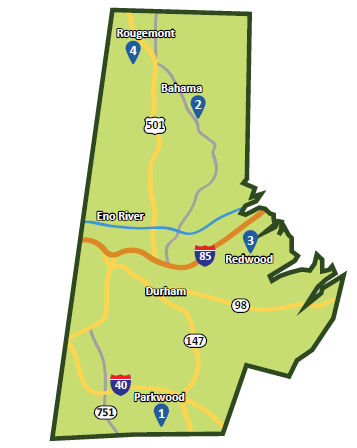 Rougemont
4
Bahama
2
501
Eno River
3
85
Redwood
Durham
98
147
40
Parkwood
751
1